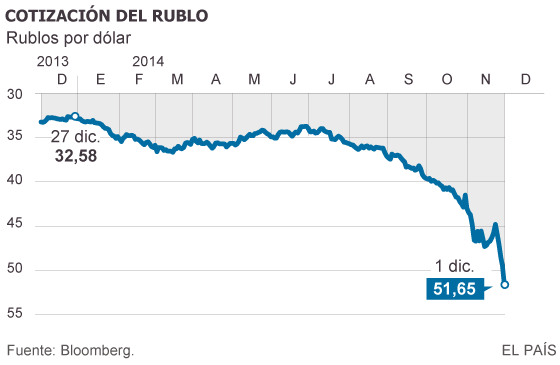 COTIZACIÓN DEL RUBLO
Rublos por dólar
2013 2014
D E F M A M J J A S O N D
30
35
40
45
50
55
27 dic.
32,58
1 dic.
51,65
Fuente: Bloomberg. EL PAÍS